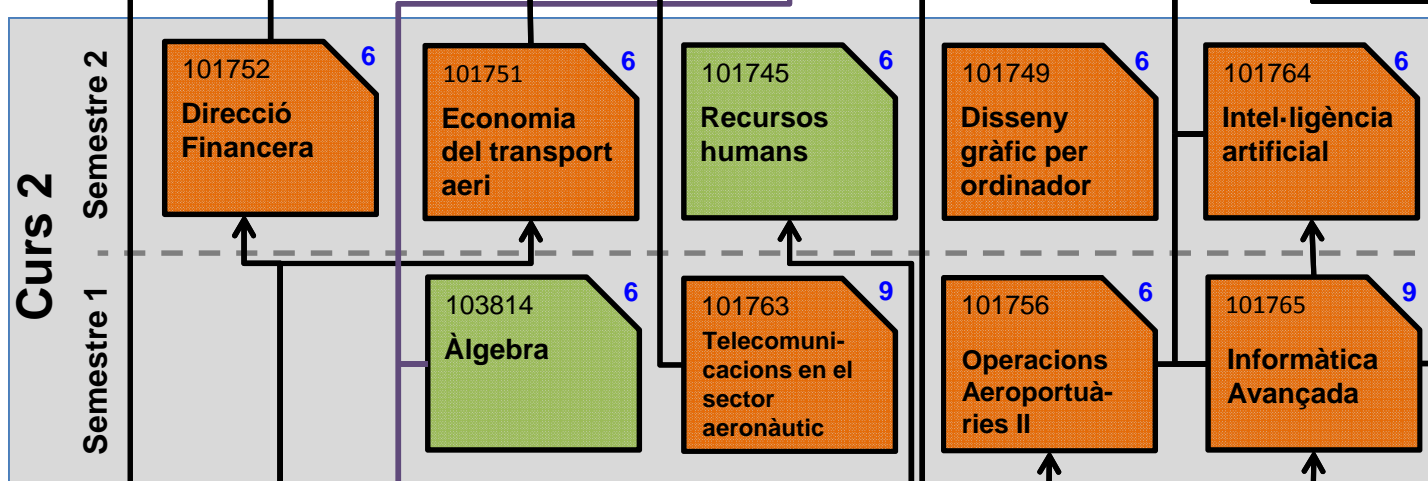 Curs 2
Semestre 2
101752
6
Direcció
Financera
101751
6
Economia
del transport
aeri
101745
6
Recursos
humans
101749
6
Disseny
gràfic per
ordinador
101764
6
Intel·ligència
artificial
Semestre 1
103814
6
Àlgebra
101763
9
Telecomuni-
cacions en el
sector
aeronàutic
101756
6
Operacions
Aeroportuà-
ries II
101765
9
Informàtica
Avançada